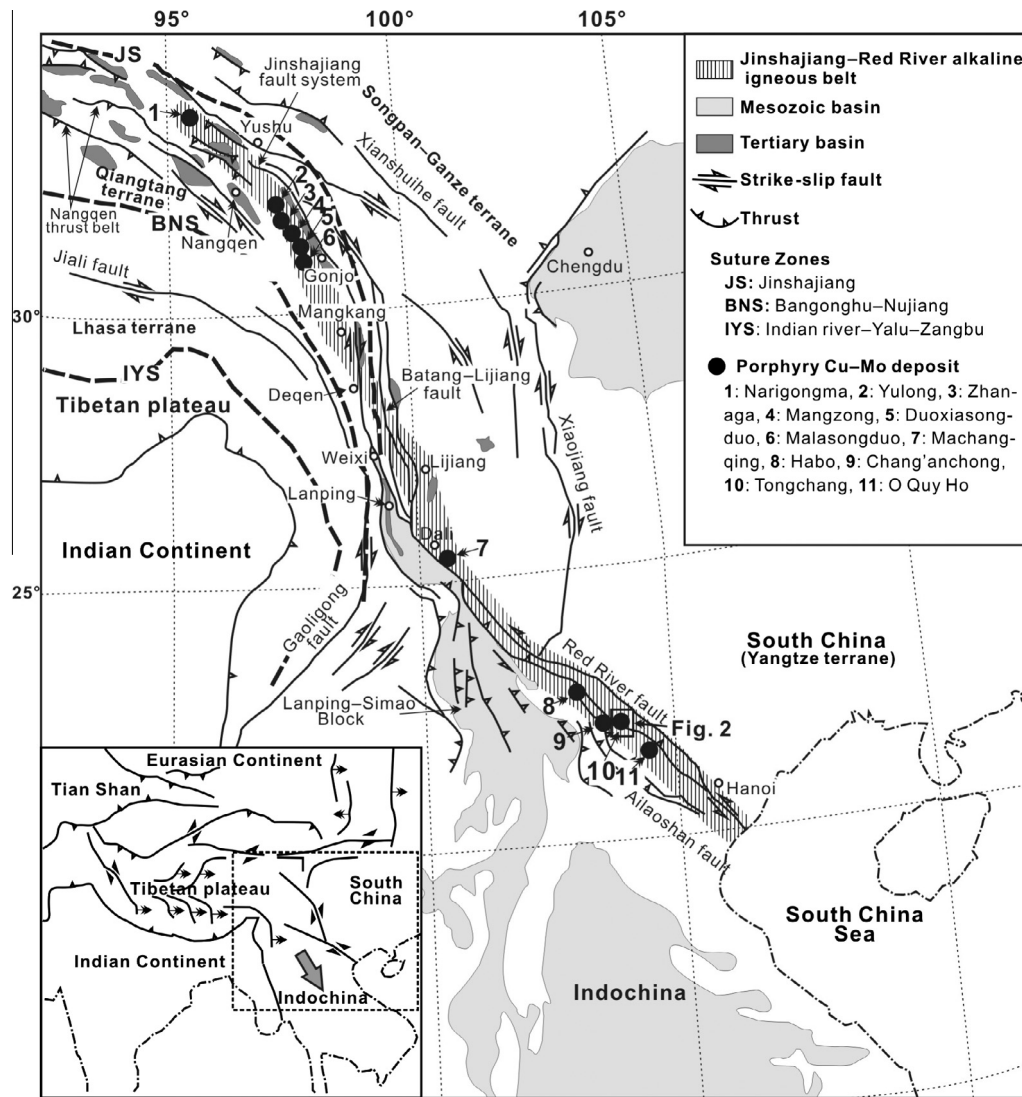 95°
100°
105°
JS
Jinshajiang
fault system
1
Yushu
Songpan–Ganze terrane
Xianshuihe fault
Qiangtang
terrane
2
3
4
5
6
Nangqen
thrust belt
BNS
Nangqen
Gonjo
Jiali fault
Chengdu
30°
Mangkang
Lhasa terrane
IYS
Batang–Lijiang
fault
Deqen
Tibetan plateau
Xiaojiang fault
Weixi
Lijiang
Lanping
Dali
7
Indian Continent
25°
Gaoligong
fault
South China
(Yangtze terrane)
Red River fault
Lanping–Simao
Block
8
9
Fig. 2
10
11
Hanoi
Ailaoshan fault
South China
Sea
Indochina
Jinshajiang–Red River alkaline
igneous belt
Mesozoic basin
Tertiary basin
Strike-slip fault
Thrust
Suture Zones
JS: Jinshajiang
BNS: Bangonghu–Nujiang
IYS: Indian river–Yalu–Zangbu
Porphyry Cu–Mo deposit
1: Narigongma, 2: Yulong, 3: Zhan-
aga, 4: Mangzong, 5: Duoxiasong-
duo, 6: Malasongduo, 7: Machang-
qing, 8: Habo, 9: Chang'anchong,
10: Tongchang, 11: O Quy Ho
Eurasian Continent
Tian Shan
Tibetan plateau
South
China
Indian Continent
Indochina